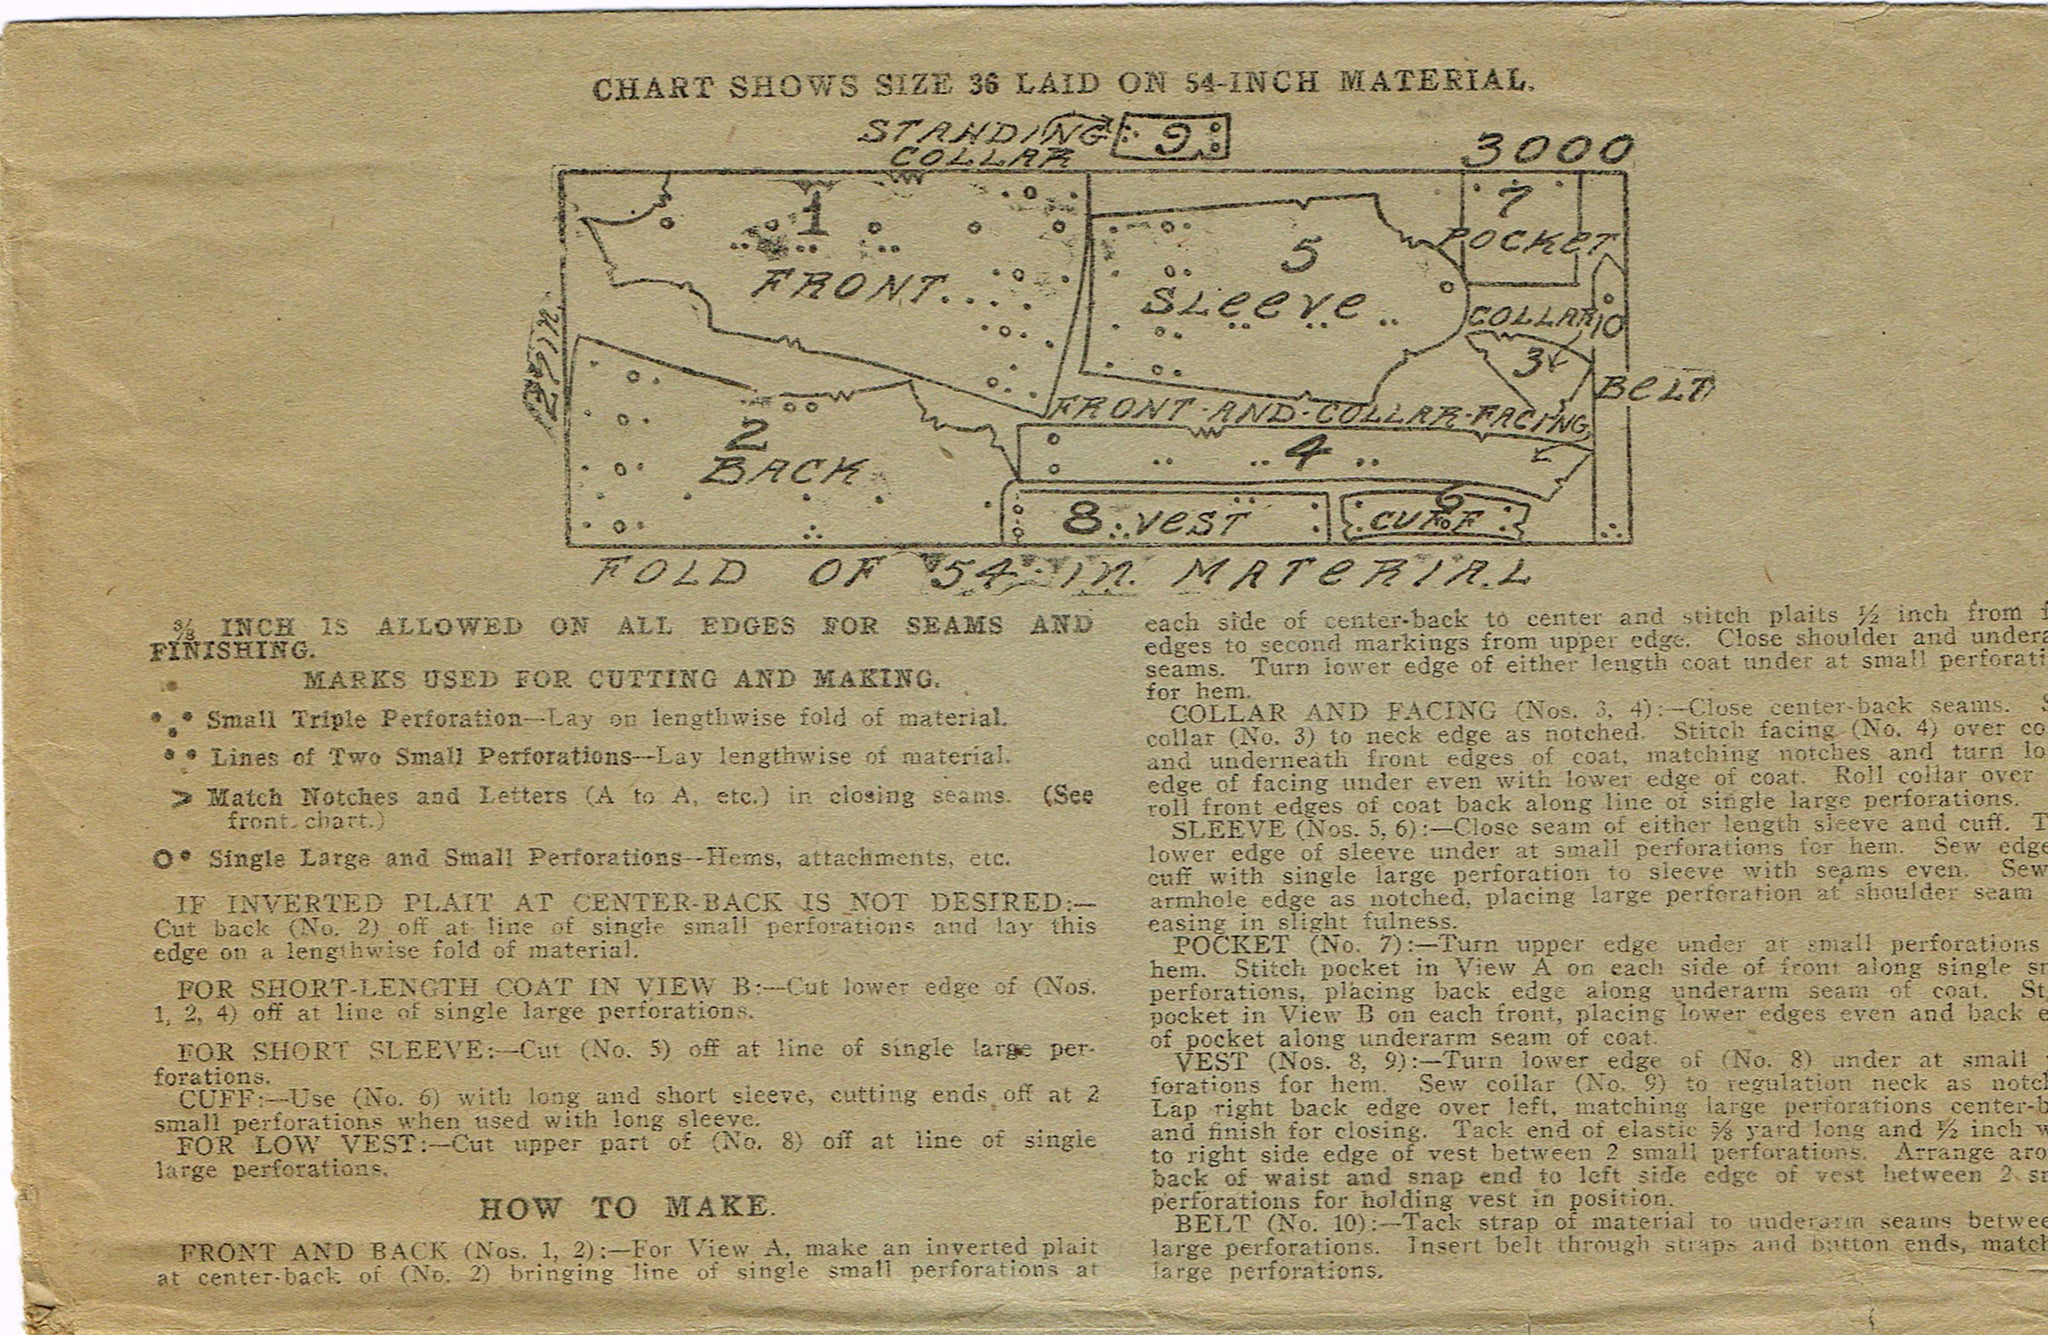 CHART SHOWS SIZE 36 LAID ON 54-INCH MATERIAL.
STANDING
COLLAR
9
3000
1
FRONT
5
SLEEVE
7
POCKET
COLLAR
10
3
BELT
2
BACK
FRONT-AND-COLLAR-FACING
4
8 VEST
6
CUFF
FOLD OF 54-IN. MATERIAL
⅜ INCH IS ALLOWED ON ALL EDGES FOR SEAMS AND
FINISHING.
MARKS USED FOR CUTTING AND MAKING.
Small Triple Perforation—Lay on lengthwise fold of material.
Lines of Two Small Perforations—Lay lengthwise of material.
Match Notches and Letters (A to A, etc.) in closing seams. (See
front chart.)
Single Large and Small Perforations—Hems, attachments, etc.
IF INVERTED PLAIT AT CENTER-BACK IS NOT DESIRED:—
Cut back (No. 2) off at line of single small perforations and lay this
edge on a lengthwise fold of material.
FOR SHORT-LENGTH COAT IN VIEW B:—Cut lower edge of (Nos.
1, 2, 4) off at line of single large perforations.
FOR SHORT SLEEVE:—Cut (No. 5) off at line of single large per-
forations.
CUFF:—Use (No. 6) with long and short sleeve, cutting ends off at 2
small perforations when used with long sleeve.
FOR LOW VEST:—Cut upper part of (No. 8) off at line of single
large perforations.
HOW TO MAKE.
FRONT AND BACK (Nos. 1, 2):—For View A, make an inverted plait
at center-back of (No. 2) bringing line of single small perforations at
each side of center-back to center and stitch plaits ½ inch from f
edges to second markings from upper edge. Close shoulder and undera
seams. Turn lower edge of either length coat under at small perforati
for hem.
COLLAR AND FACING (Nos. 3, 4):—Close center-back seams. S
collar (No. 3) to neck edge as notched. Stitch facing (No. 4) over co
and underneath front edges of coat, matching notches and turn lo
edge of facing under even with lower edge of coat. Roll collar over
roll front edges of coat back along line of single large perforations.
SLEEVE (Nos. 5, 6):—Close seam of either length sleeve and cuff. T
lower edge of sleeve under at small perforations for hem. Sew edge
cuff with single large perforation to sleeve with seams even. Sew
armhole edge as notched, placing large perforation at shoulder seam
easing in slight fulness.
POCKET (No. 7):—Turn upper edge under at small perforations
hem. Stitch pocket in View A on each side of front along single sm
perforations, placing back edge along underarm seam of coat. St
pocket in View B on each front, placing lower edges even and back e
of pocket along underarm seam of coat.
VEST (Nos. 8, 9):—Turn lower edge of (No. 8) under at small
forations for hem. Sew collar (No. 9) to regulation neck as notch
Lap right back edge over left, matching large perforations center-b
and finish for closing. Tack end of elastic ⅝ yard long and ½ inch w
to right side edge of vest between 2 small perforations. Arrange aro
back of waist and snap end to left side edge of vest between 2 sm
perforations for holding vest in position.
BELT (No. 10):—Tack strap of material to underarm seams betwee
large perforations. Insert belt through straps and button ends, match
large perforations.